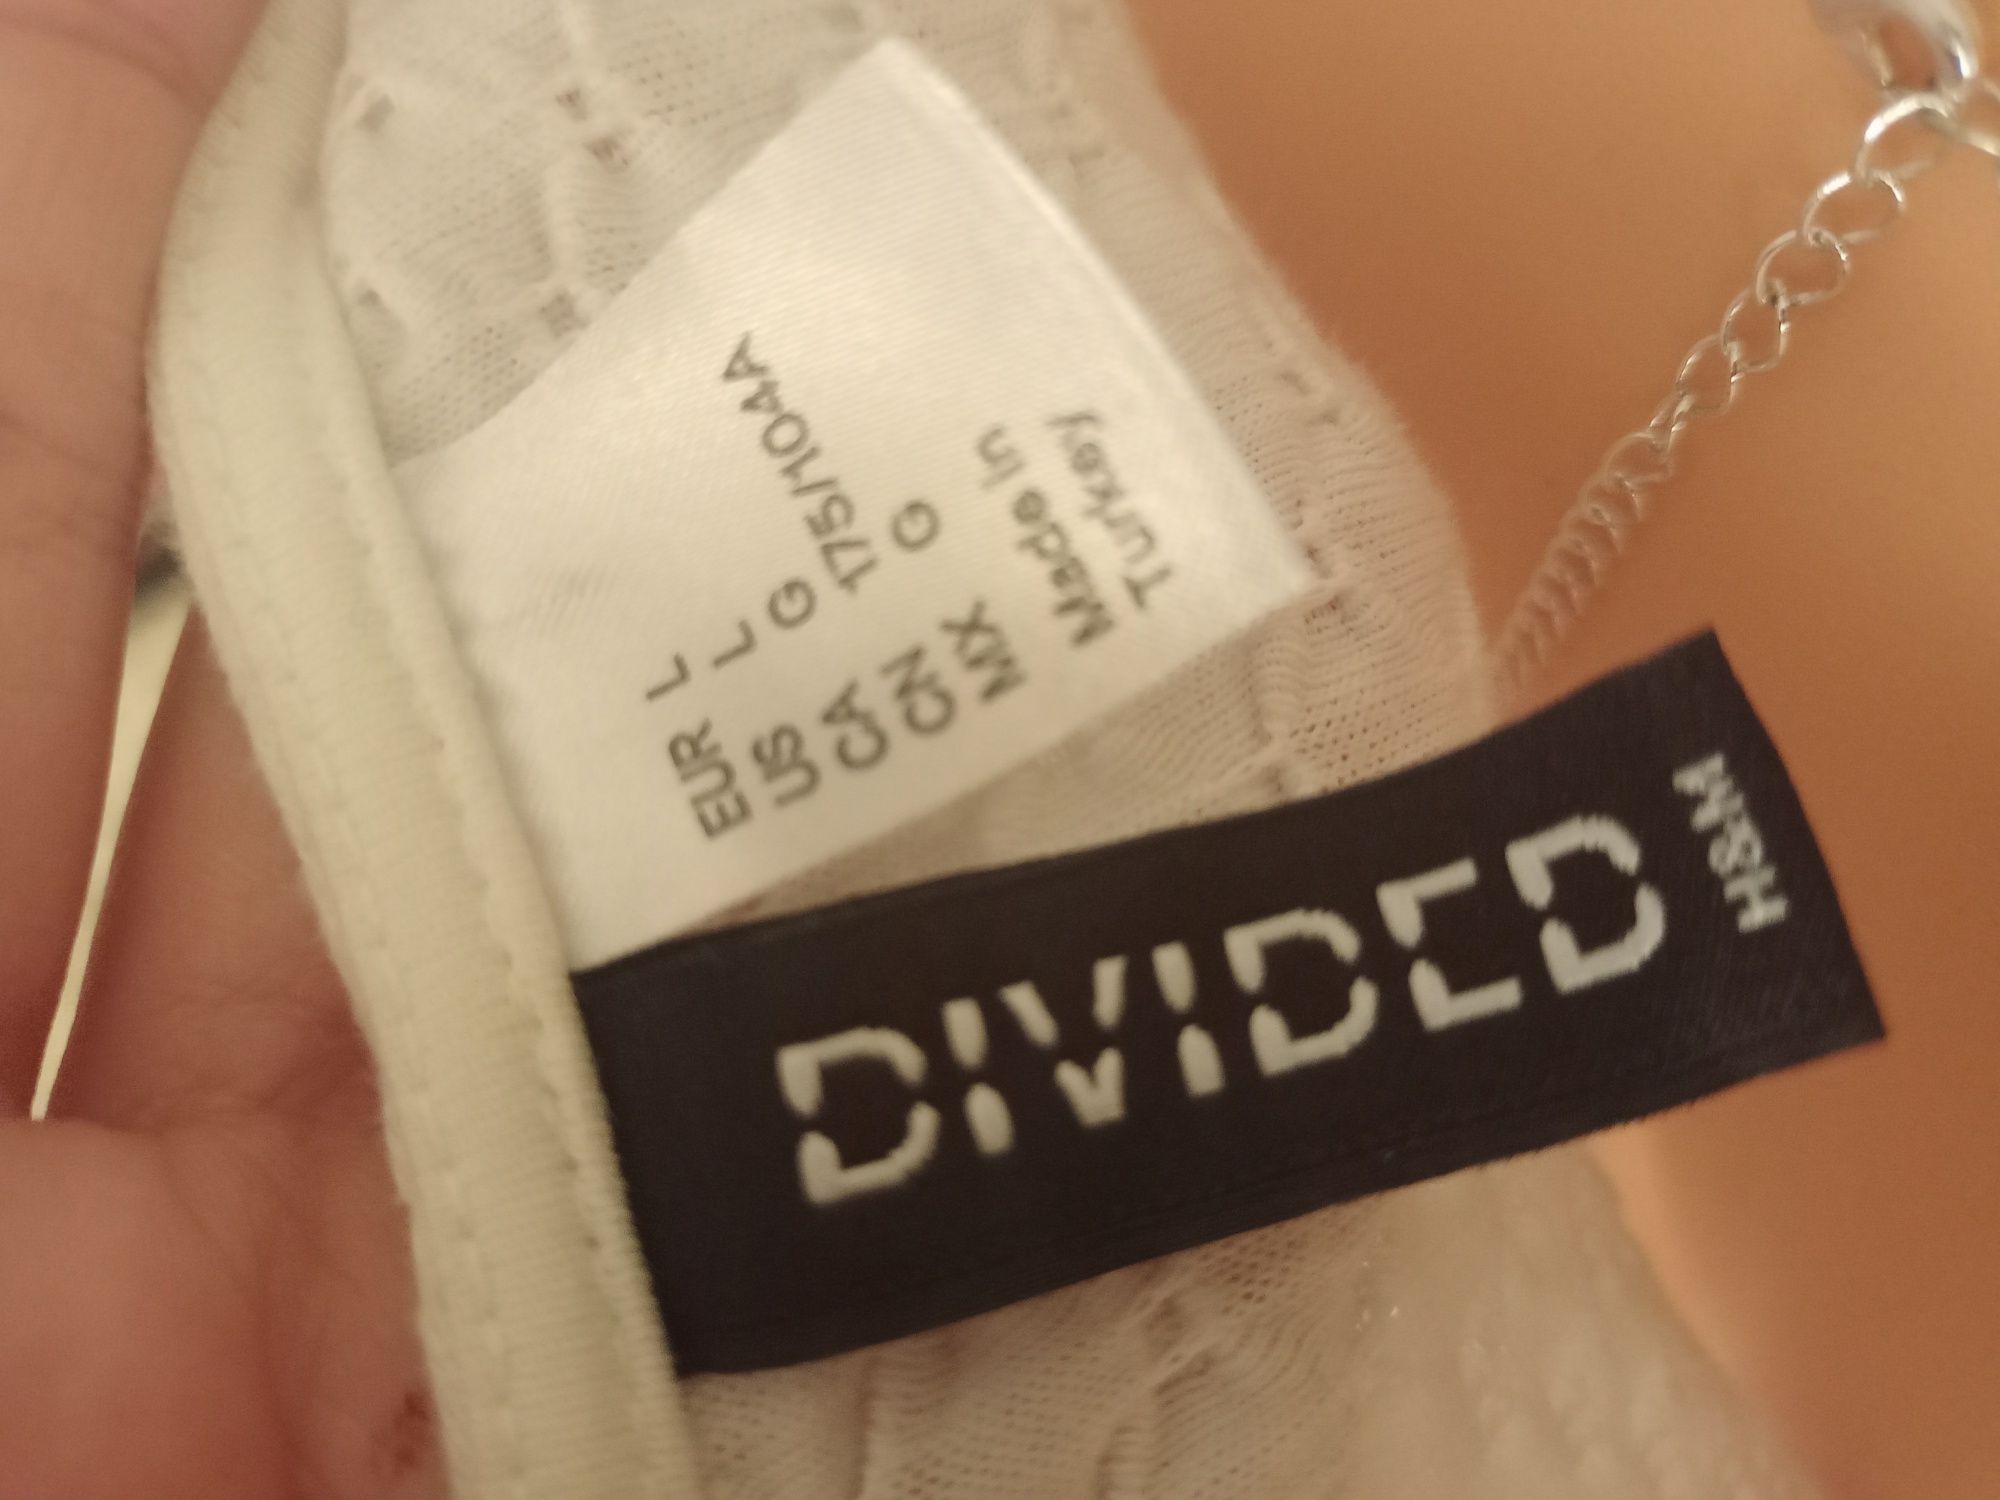 EUR L
US L
CA G
CN 175/104A
MX G
Made in
Turkey
DIVIDED
H&M